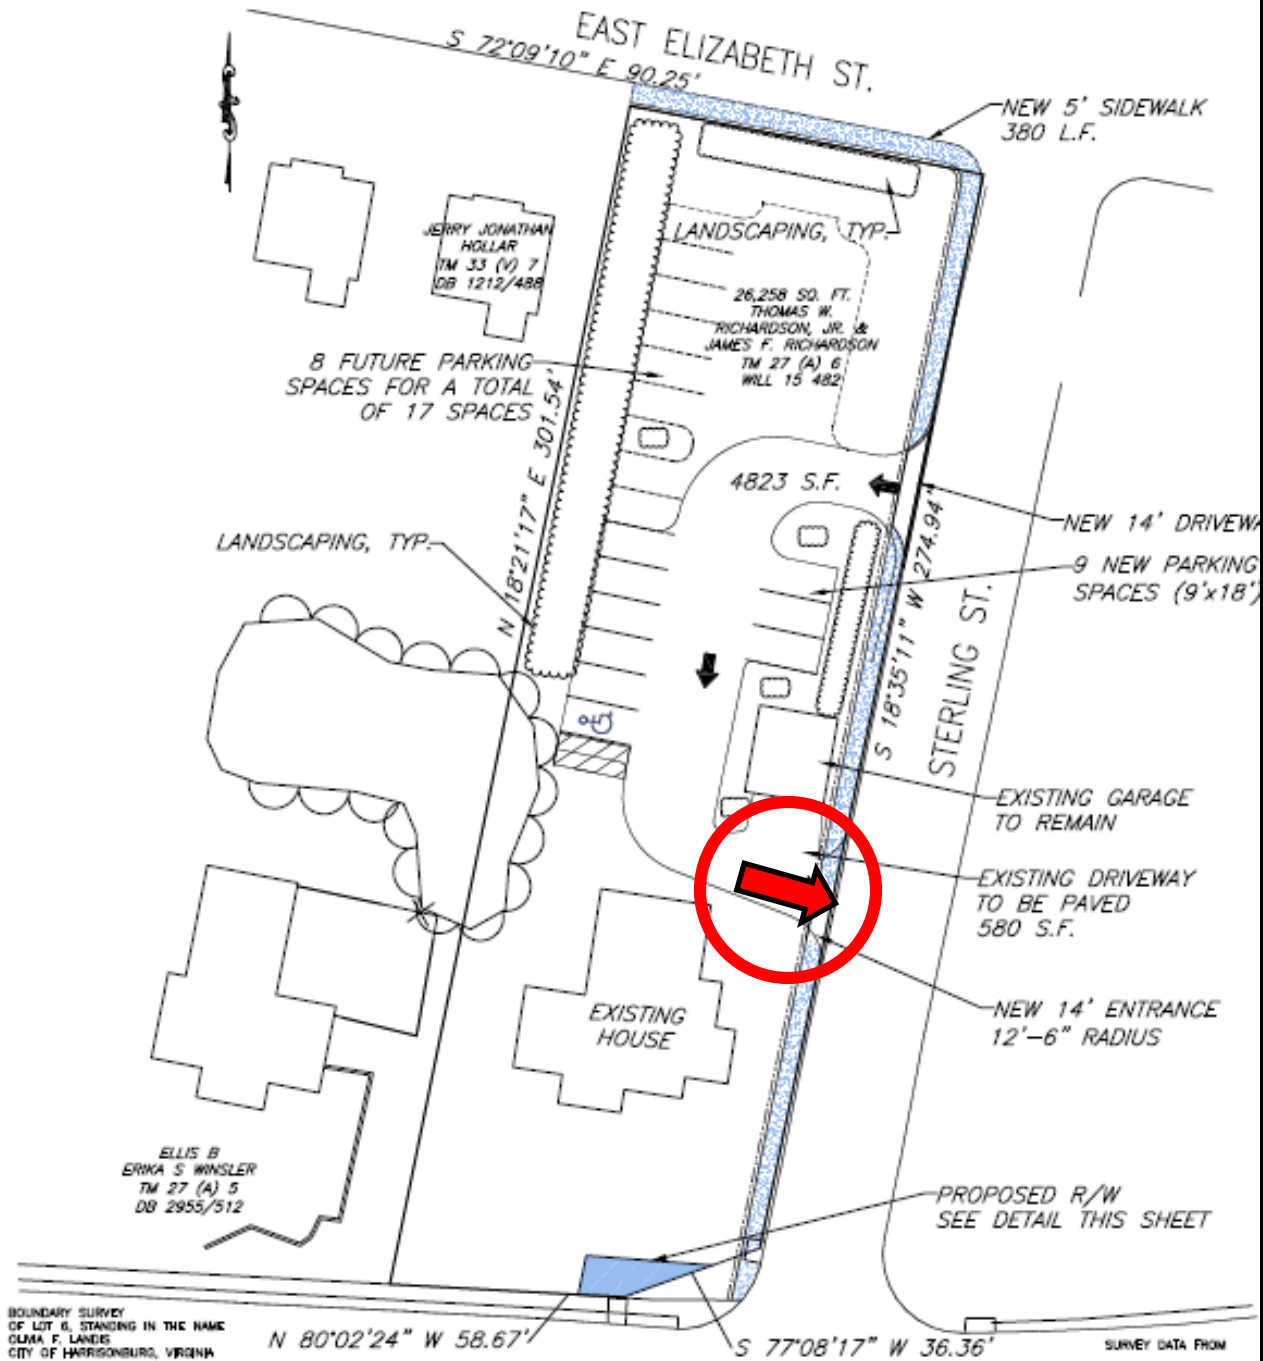 EAST ELIZABETH ST.
S 72°09'10" E 90.25'
NEW 5' SIDEWALK
380 L.F.
LANDSCAPING, TYP.
JERRY JONATHAN
HOLLAR
TM 33 (V) 7
DB 1212/488
26,258 SQ. FT.
THOMAS W.
RICHARDSON, JR. &
JAMES F. RICHARDSON
TM 27 (A) 6
WILL 15 482
8 FUTURE PARKING
SPACES FOR A TOTAL
OF 17 SPACES
N 18°21'17" E 301.54'
4823 S.F.
NEW 14' DRIVEWA
LANDSCAPING, TYP.
9 NEW PARKING
SPACES (9'x18')
S 18°35'11" W 274.94'
STERLING ST.
EXISTING GARAGE
TO REMAIN
EXISTING DRIVEWAY
TO BE PAVED
580 S.F.
NEW 14' ENTRANCE
12'-6" RADIUS
EXISTING
HOUSE
ELLIS B
ERIKA S WINSLER
TM 27 (A) 5
DB 2955/512
PROPOSED R/W
SEE DETAIL THIS SHEET
BOUNDARY SURVEY
OF LOT 6, STANDING IN THE NAME
OLIVIA F. LANDIS
CITY OF HARRISONBURG, VIRGINIA
N 80°02'24" W 58.67'
S 77°08'17" W 36.36'
SURVEY DATA FROM